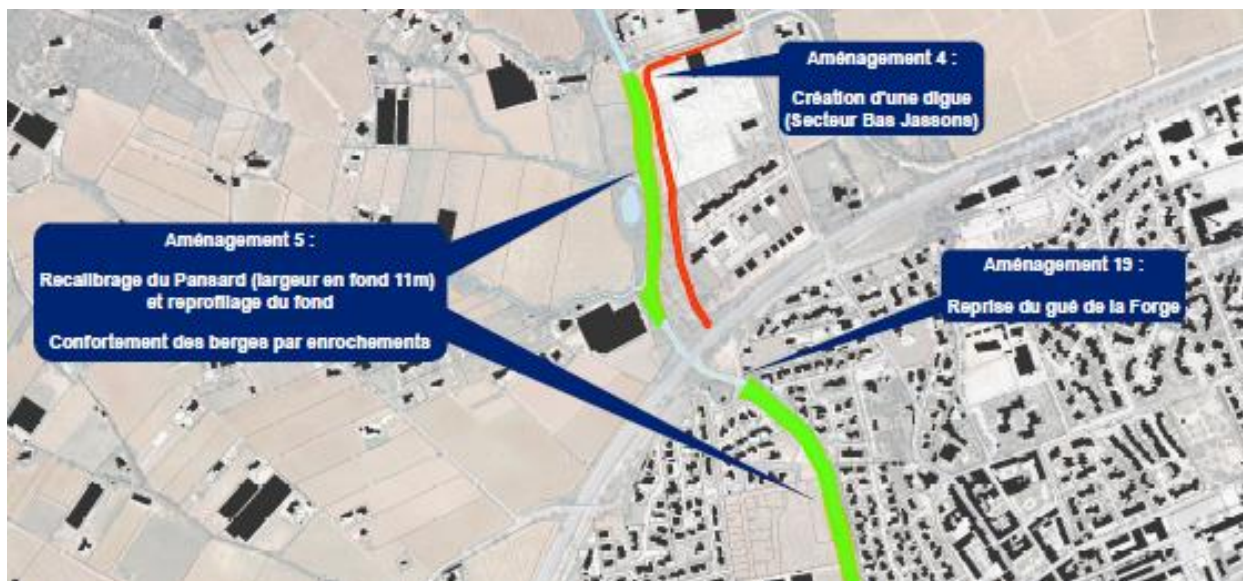 Aménagement 4 :
Création d'une digue
(Secteur Bas Jassons)
Aménagement 5 :
Recalibrage du Pansard (largeur en fond 11m)
et reprofilage du fond
Confortement des berges par enrochements
Aménagement 19 :
Reprise du gué de la Forge